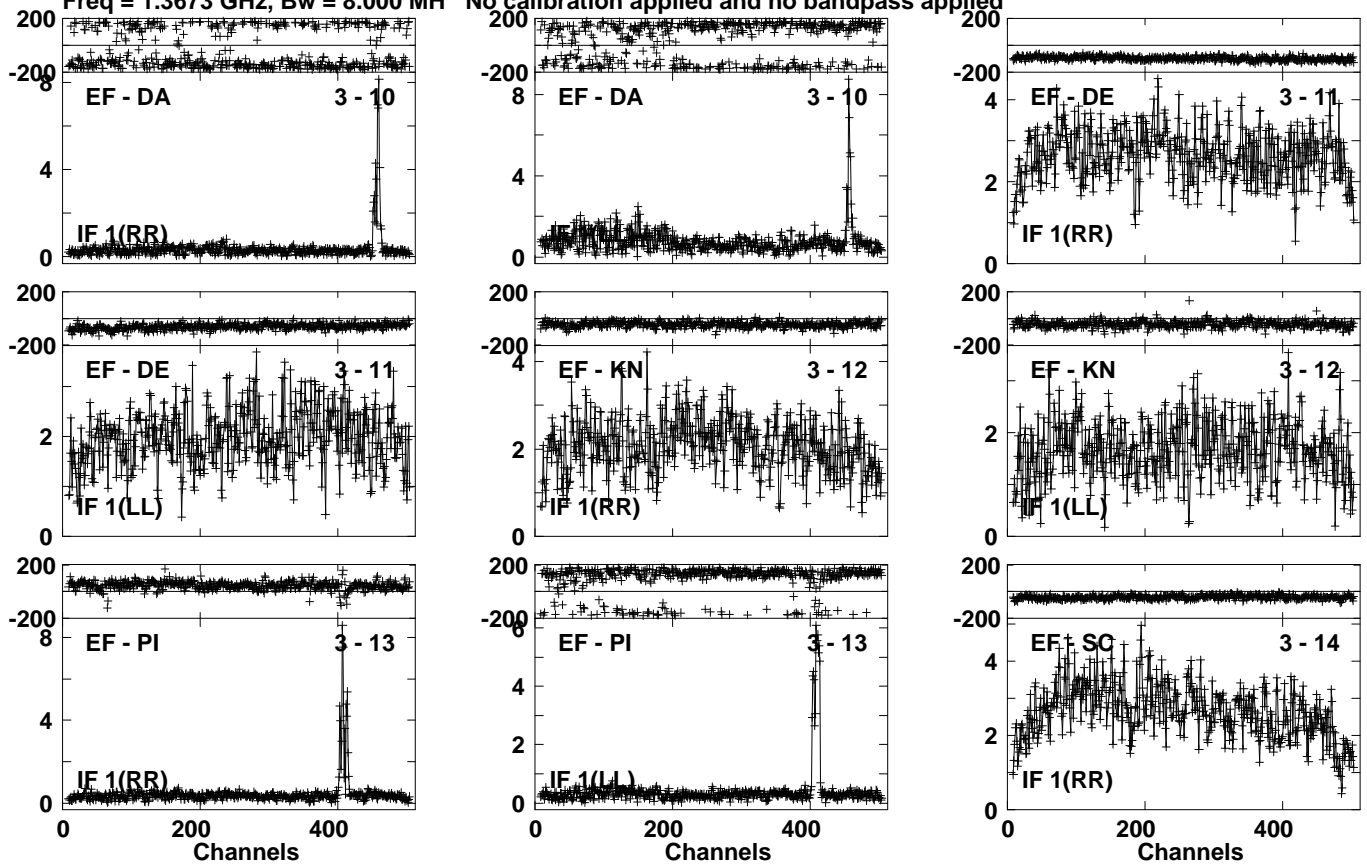 Freq = 1.3673 GHz, Bw = 8.000 MH No calibration applied and no bandpass applied
200 200 200
-200 -200 -200
8 EF - DA 3 - 10
8 EF - DA 3 - 10
4 EF - DE 3 - 11
4 4 2
IF 1(RR)
IF 1(RR)
0 0 0
200 200 200
-200 -200 -200
EF - DE 3 - 11
4 EF - KN 3 - 12
EF - KN 3 - 12
2 2 2
IF 1(LL)
IF 1(RR)
IF 1(LL)
0 0 0
200 200 200
-200 -200 -200
8 EF - PI 3 - 13
6 EF - PI 3 - 13
EF - SC 3 - 14
4 4 4
2 2
IF 1(RR)
IF 1(LL)
IF 1(RR)
0 0 0
0 200 400
0 200 400
0 200 400
Channels
Channels
Channels